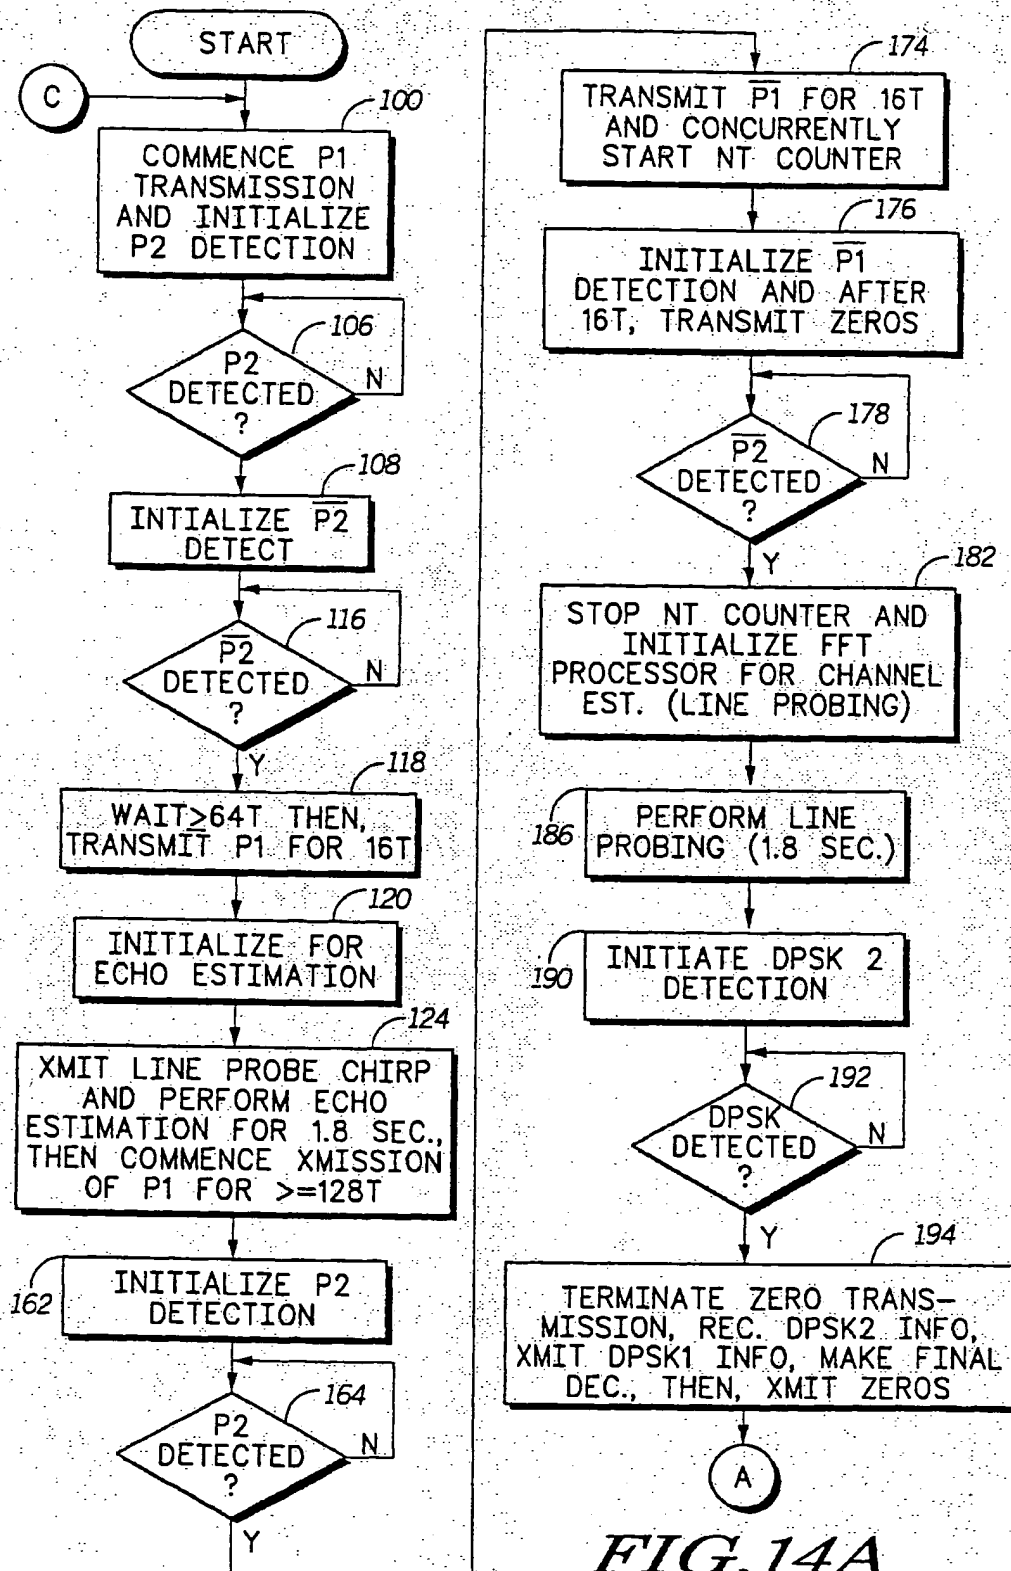 START
C
100
COMMENCE P1
TRANSMISSION
AND INITIALIZE
P2 DETECTION
106
P2
DETECTED
?
N
108
INTIALIZE P̅2̅
DETECT
116
P̅2̅
DETECTED
?
N
Y
118
WAIT≥64T THEN,
TRANSMIT P̅1̅ FOR 16T
120
INITIALIZE FOR
ECHO ESTIMATION
124
XMIT LINE PROBE CHIRP
AND PERFORM ECHO
ESTIMATION FOR 1.8 SEC.,
THEN COMMENCE XMISSION
OF P1 FOR >=128T
162
INITIALIZE P2
DETECTION
164
P2
DETECTED
?
N
Y
174
TRANSMIT P̅1̅ FOR 16T
AND CONCURRENTLY
START NT COUNTER
176
INITIALIZE P̅1̅
DETECTION AND AFTER
16T, TRANSMIT ZEROS
178
P̅2̅
DETECTED
?
N
Y
182
STOP NT COUNTER AND
INITIALIZE FFT
PROCESSOR FOR CHANNEL
EST. (LINE PROBING)
186
PERFORM LINE
PROBING (1.8 SEC.)
190
INITIATE DPSK 2
DETECTION
192
DPSK
DETECTED
?
N
Y
194
TERMINATE ZERO TRANS-
MISSION, REC. DPSK2 INFO,
XMIT DPSK1 INFO, MAKE FINAL
DEC., THEN, XMIT ZEROS
A
FIG.14A